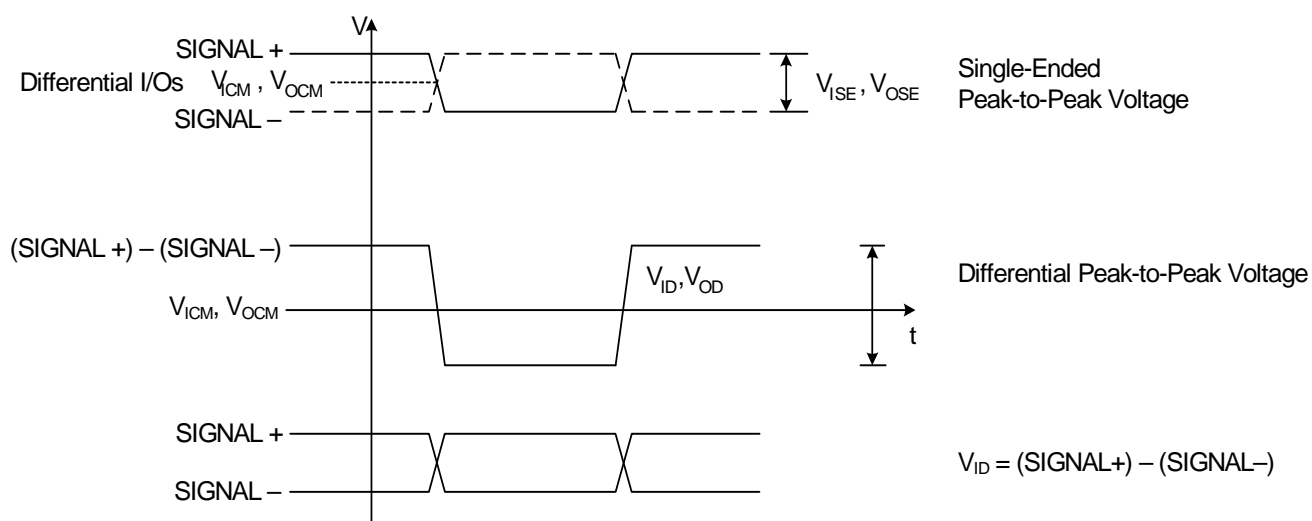 V
SIGNAL +
Differential I/Os V_ICM , V_OCM
SIGNAL –
V_ISE , V_OSE
Single-Ended
Peak-to-Peak Voltage
(SIGNAL +) – (SIGNAL –)
V_ID,V_OD
Differential Peak-to-Peak Voltage
V_ICM, V_OCM
t
SIGNAL +
SIGNAL –
V_ID = (SIGNAL+) – (SIGNAL–)